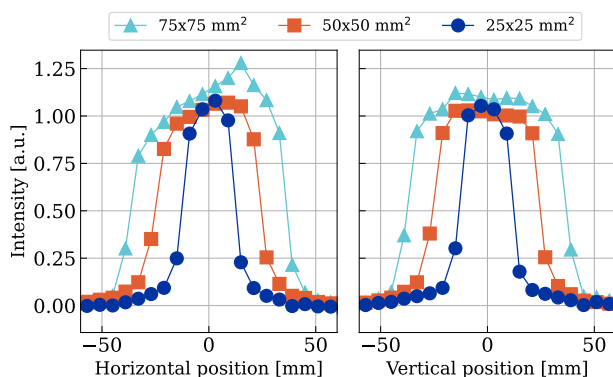 75x75 mm² 50x50 mm² 25x25 mm²
Intensity [a.u.]
1.25
1.00
0.75
0.50
0.25
0.00
−50 0 50 −50 0 50
Horizontal position [mm] Vertical position [mm]